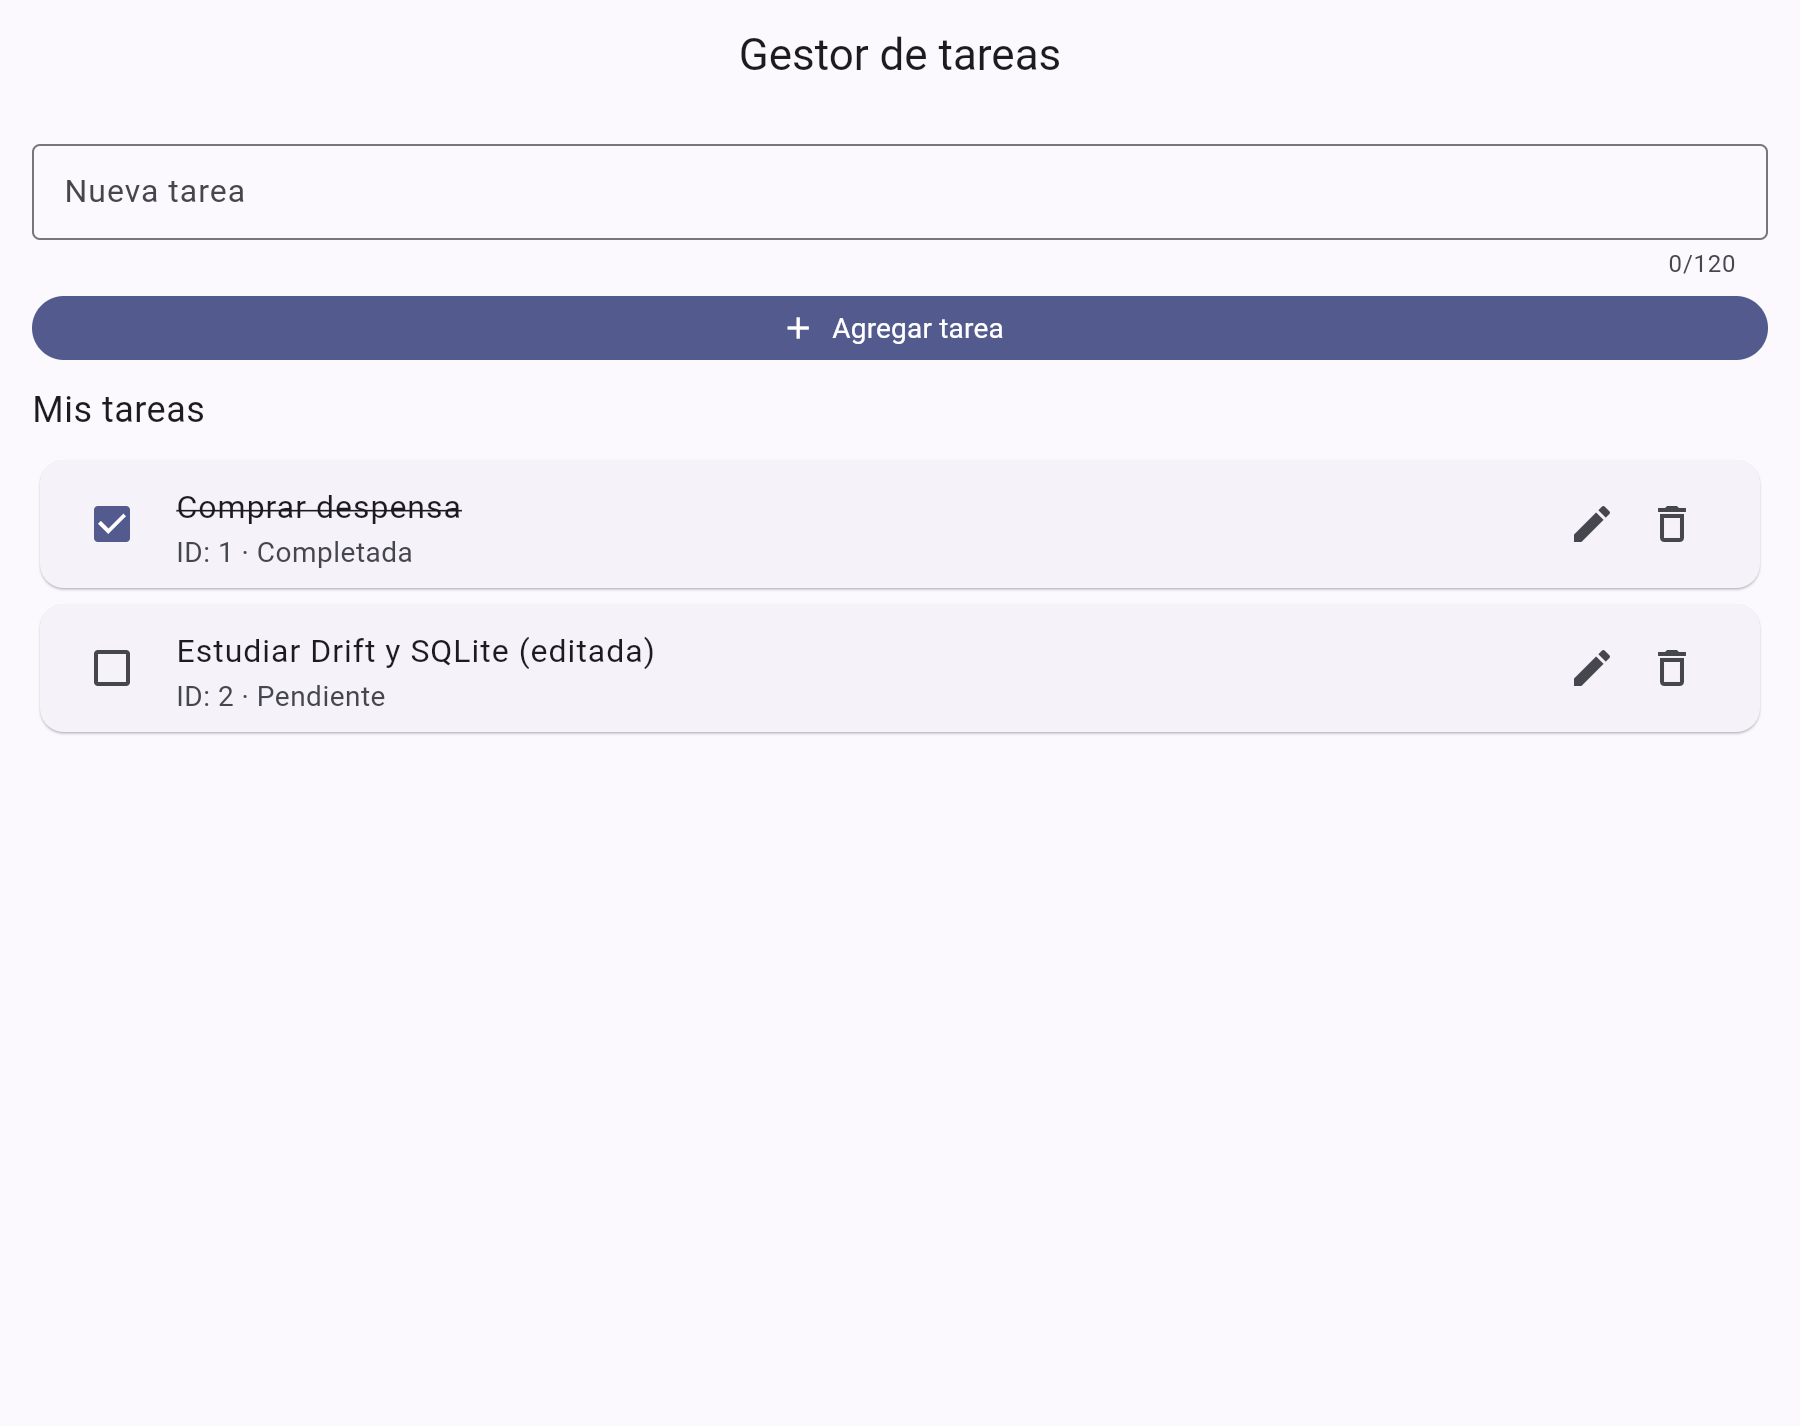 Gestor de tareas
Nueva tarea
0/120
Agregar tarea
Mis tareas
Comprar despensa
ID: 1 · Completada
Estudiar Drift y SQLite (editada)
ID: 2 · Pendiente